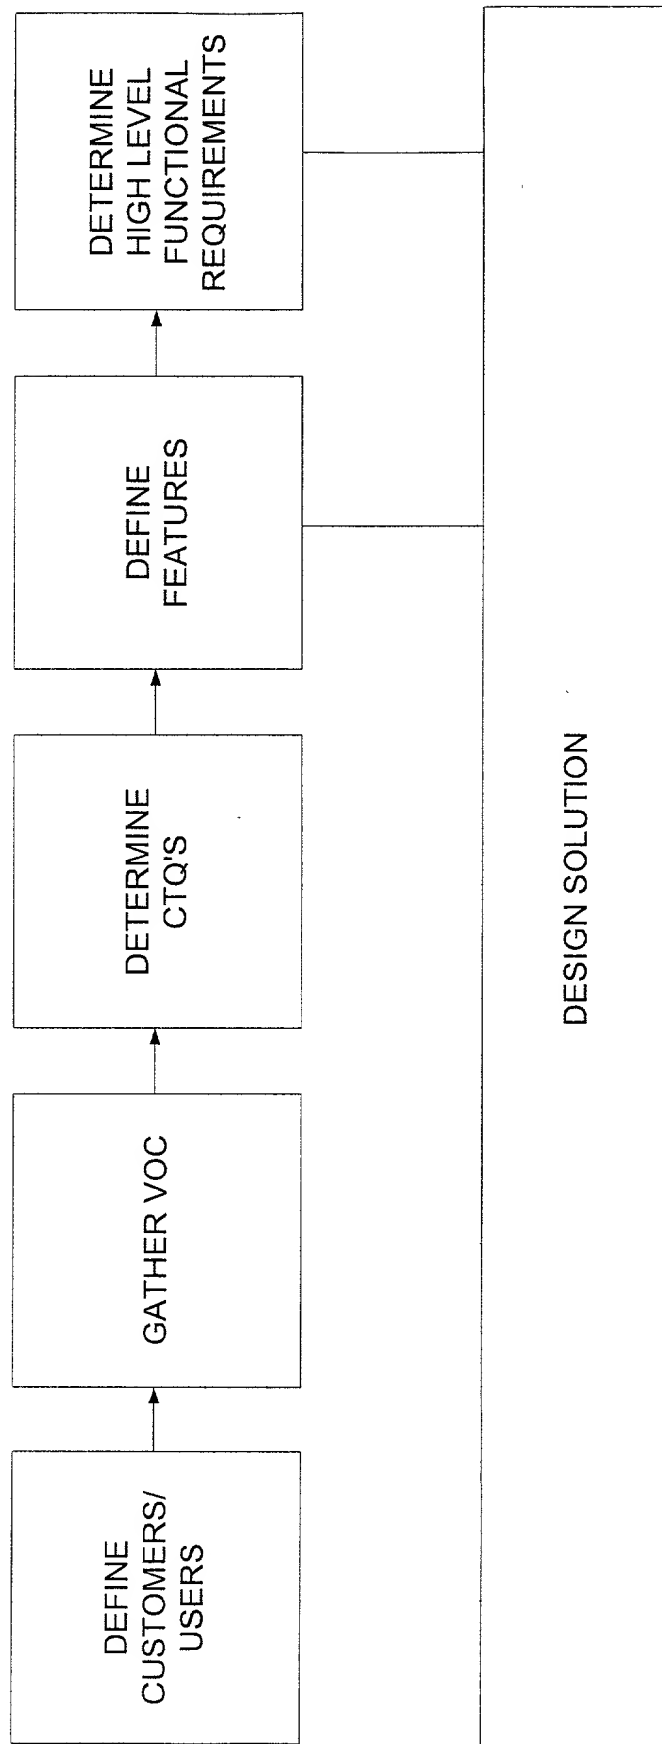 DEFINE
CUSTOMERS/
USERS
GATHER VOC
DETERMINE
CTQ'S
DEFINE
FEATURES
DETERMINE
HIGH LEVEL
FUNCTIONAL
REQUIREMENTS
DESIGN SOLUTION